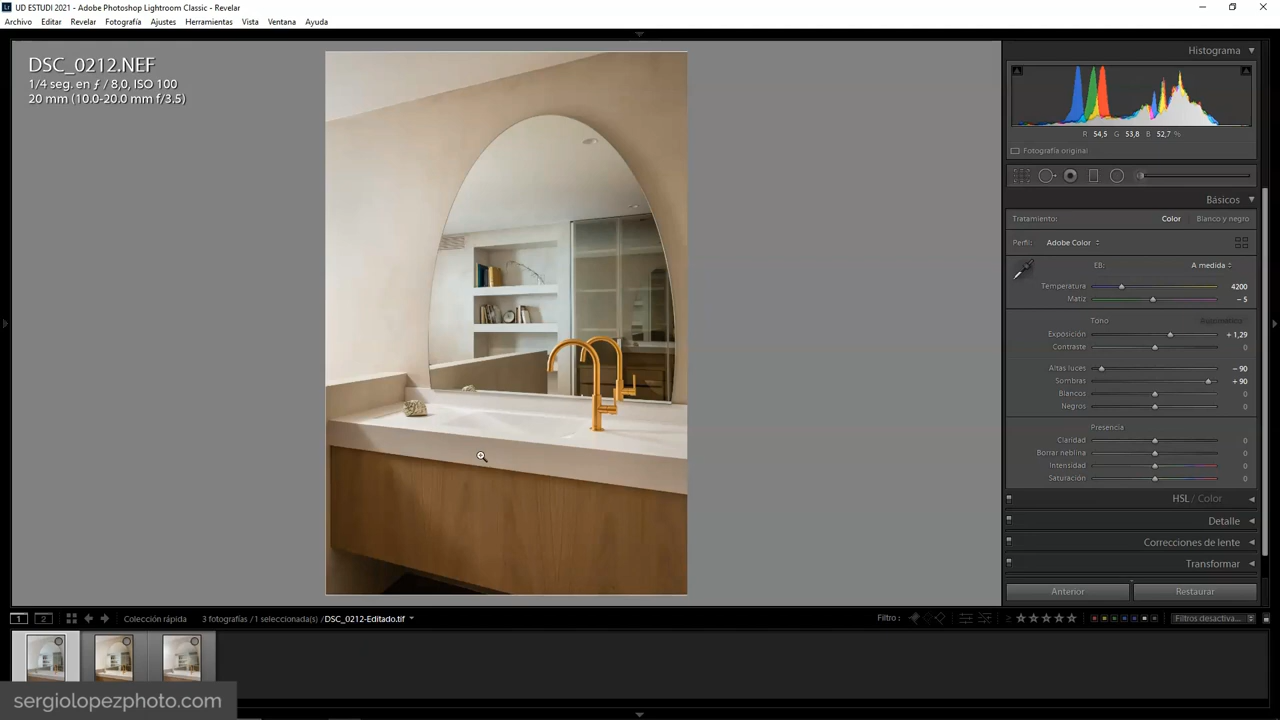 UD ESTUDI 2021 - Adobe Photoshop Lightroom Classic - Revelar
Archivo Editar Revelar Fotografía Ajustes Herramientas Vista Ventana Ayuda
DSC_0212.NEF
1/4 seg. en ƒ / 8,0, ISO 100
20 mm (10.0-20.0 mm f/3.5)
Histograma
R 54,5 G 53,8 B 52,7 %
Fotografía original
Básicos
Tratamiento: Color Blanco y negro
Perfil: Adobe Color
EB: A medida
Temperatura 4200
Matiz – 5
Tono
Exposición + 1,29
Contraste 0
Altas luces – 90
Sombras + 90
Blancos 0
Negros 0
Presencia
Claridad 0
Borrar neblina 0
Intensidad 0
Saturación 0
HSL / Color
Detalle
Correcciones de lente
Transformar
Anterior Restaurar
1 2 Colección rápida 3 fotografías / 1 seleccionada(s) / DSC_0212-Editado.tif Filtro : Filtros desactiva...
sergiolopezphoto.com